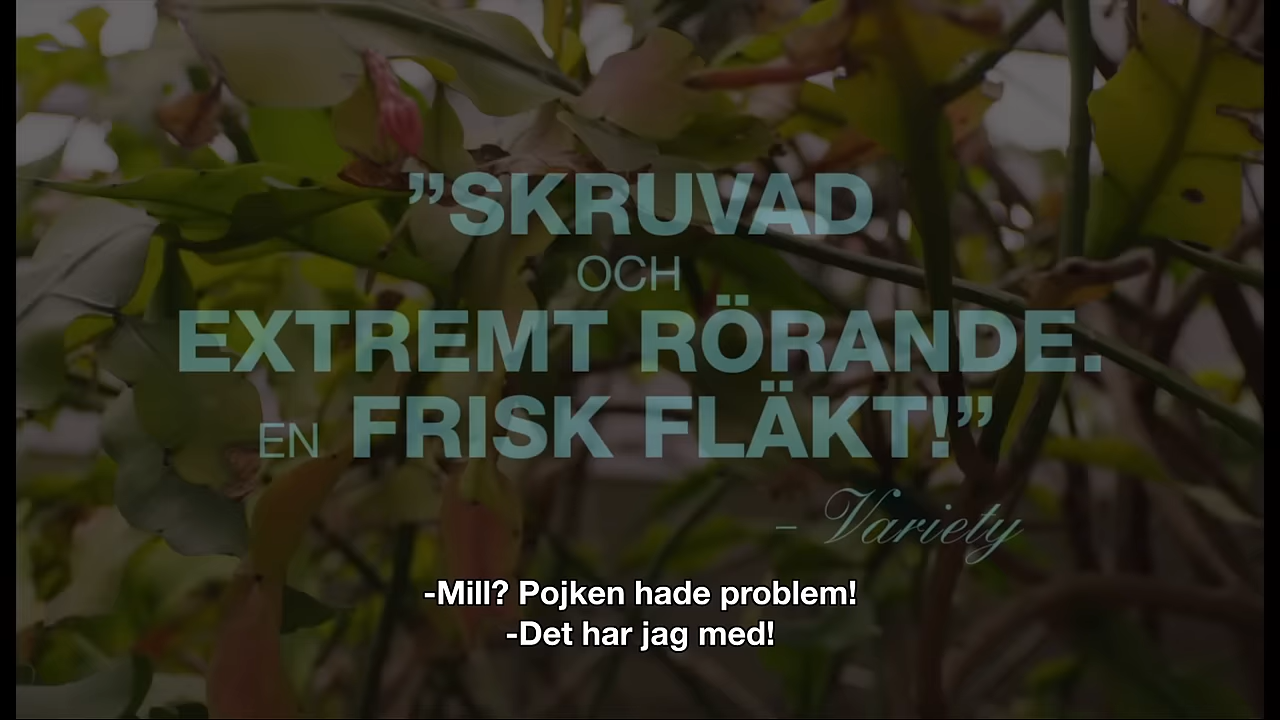 ”SKRUVAD
OCH
EXTREMT RÖRANDE.
EN FRISK FLÄKT!”
– Variety
-Mill? Pojken hade problem!
-Det har jag med!